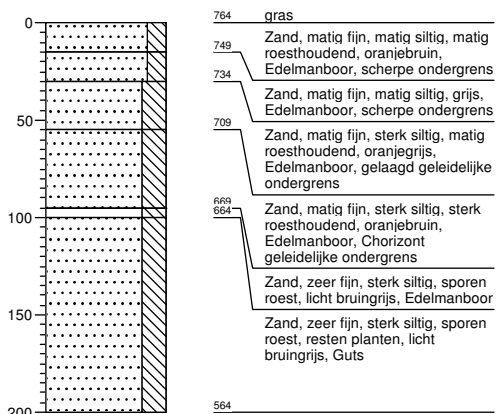 0
50
100
150
200
764 gras
Zand, matig fijn, matig siltig, matig
749 roesthoudend, oranjebruin,
Edelmanboor, scherpe ondergrens
734 Zand, matig fijn, matig siltig, grijs,
Edelmanboor, scherpe ondergrens
709 Zand, matig fijn, sterk siltig, matig
roesthoudend, oranjegrijs,
Edelmanboor, gelaagd geleidelijke
ondergrens
669 Zand, matig fijn, sterk siltig, sterk
664 roesthoudend, oranjebruin,
Edelmanboor, Chorizont
geleidelijke ondergrens
Zand, zeer fijn, sterk siltig, sporen
roest, licht bruingrijs, Edelmanboor
Zand, zeer fijn, sterk siltig, sporen
roest, resten planten, licht
bruingrijs, Guts
564